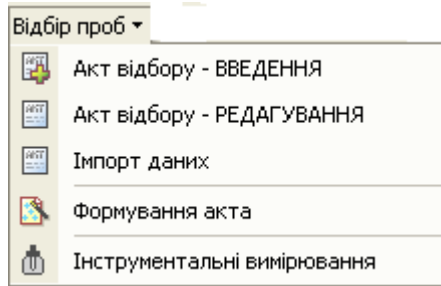 Відбір проб
Акт відбору - ВВЕДЕННЯ
Акт відбору - РЕДАГУВАННЯ
Імпорт даних
Формування акта
Інструментальні вимірювання